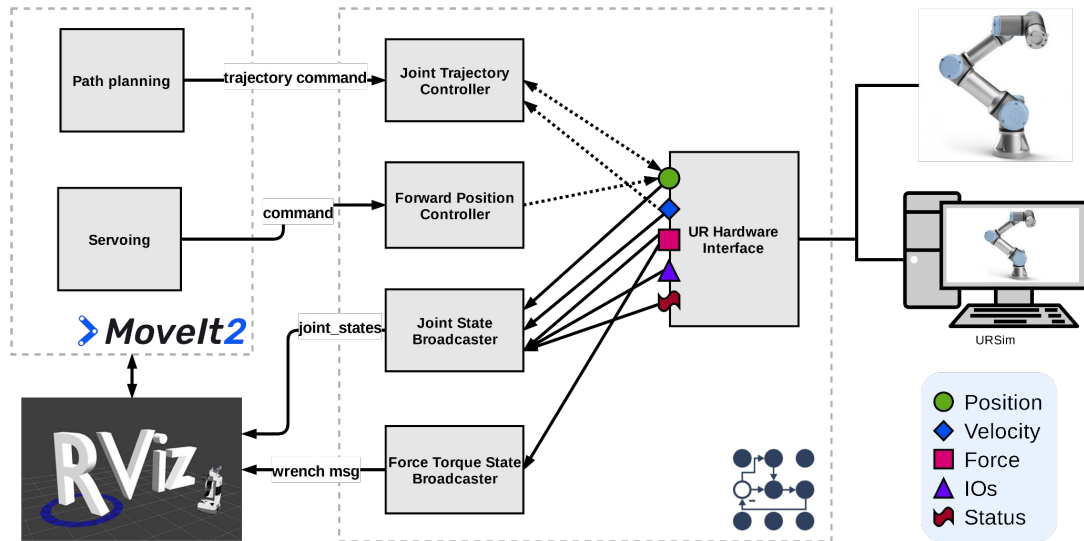 Path planning
trajectory command
Joint Trajectory
Controller
Servoing
command
Forward Position
Controller
UR Hardware
Interface
URSim
MoveIt2
joint_states
Joint State
Broadcaster
RViz
wrench msg
Force Torque State
Broadcaster
Position
Velocity
Force
IOs
Status